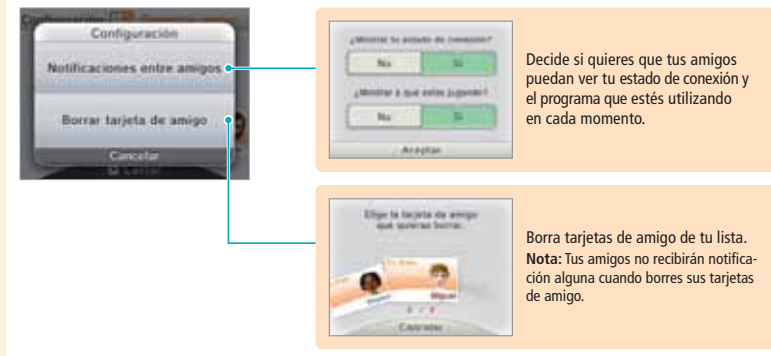 Configuración
Notificaciones entre amigos
Borrar tarjeta de amigo
Cancelar
¿Mostrar tu estado de conexión?
No
Sí
¿Mostrar a qué estás jugando?
No
Sí
Aceptar
Decide si quieres que tus amigos
puedan ver tu estado de conexión y
el programa que estés utilizando
en cada momento.
Elige la tarjeta de amigo
que quieras borrar.
Miguel
Cancelar
Borra tarjetas de amigo de tu lista.
Nota: Tus amigos no recibirán notifica-
ción alguna cuando borres sus tarjetas
de amigo.